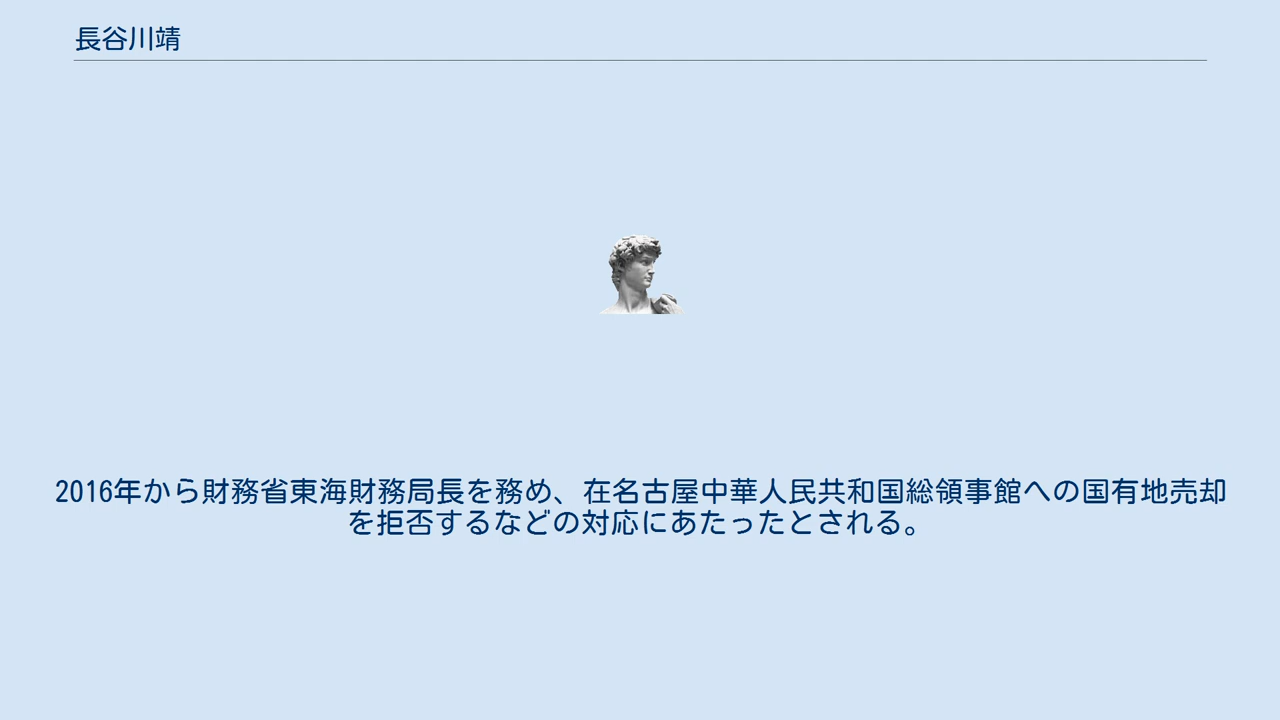 長谷川靖
2016年から財務省東海財務局長を務め、在名古屋中華人民共和国総領事館への国有地売却
を拒否するなどの対応にあたったとされる。